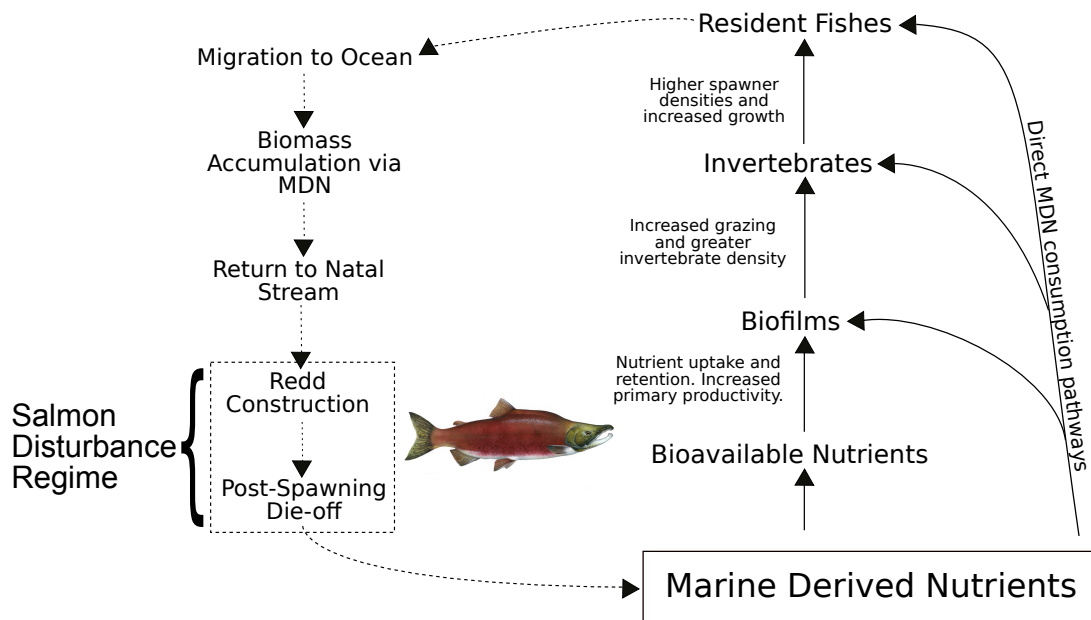 Resident Fishes
Migration to Ocean
Higher spawner
densities and
increased growth
Biomass
Accumulation via
MDN
Invertebrates
Direct MDN consumption pathways
Increased grazing
and greater
invertebrate density
Return to Natal
Stream
Biofilms
Nutrient uptake and
retention. Increased
primary productivity.
Redd
Construction
Salmon
Disturbance
Regime
Bioavailable Nutrients
Post-Spawning
Die-off
Marine Derived Nutrients